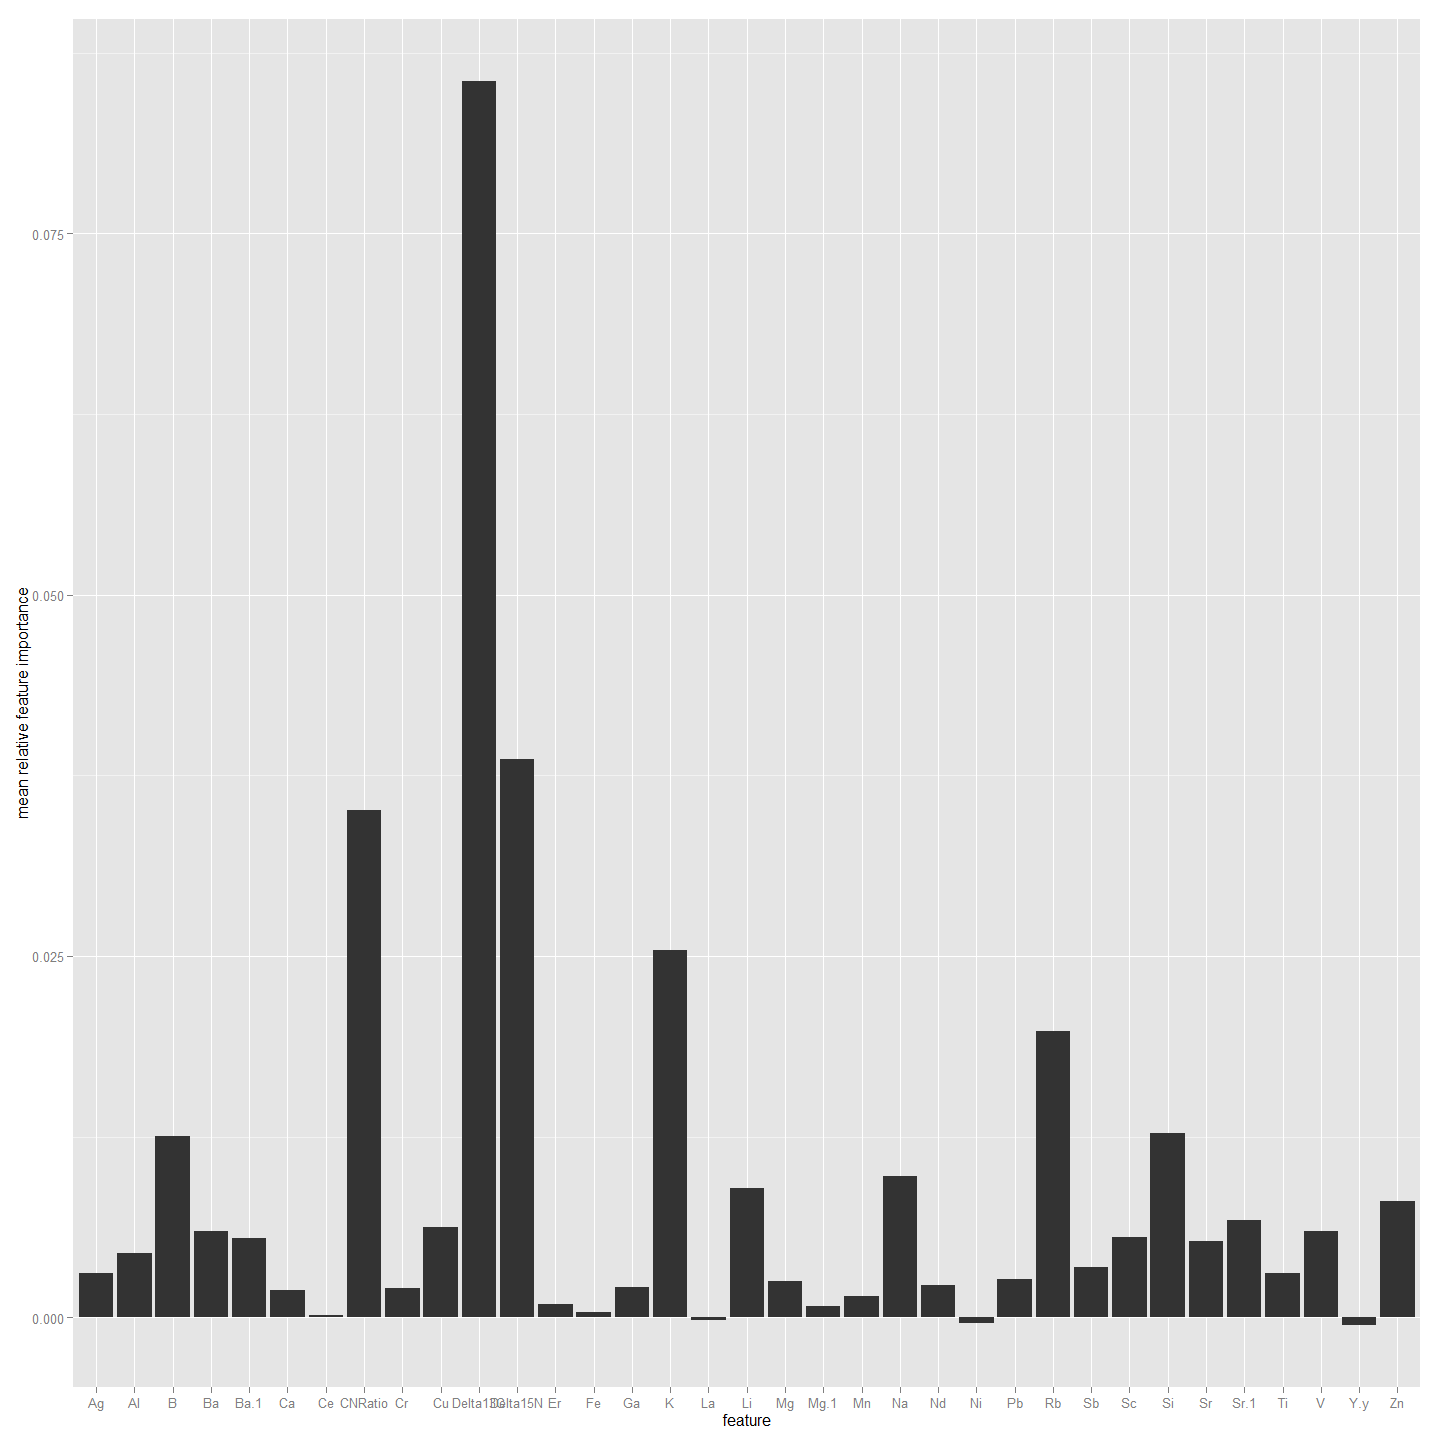 mean relative feature importance
0.075
0.050
0.025
0.000
Ag Al B Ba Ba.1 Ca Ce CNRatio Cr Cu Delta13C Delta15N Er Fe Ga K La Li Mg Mg.1 Mn Na Nd Ni Pb Rb Sb Sc Si Sr Sr.1 Ti V Y.y Zn
feature